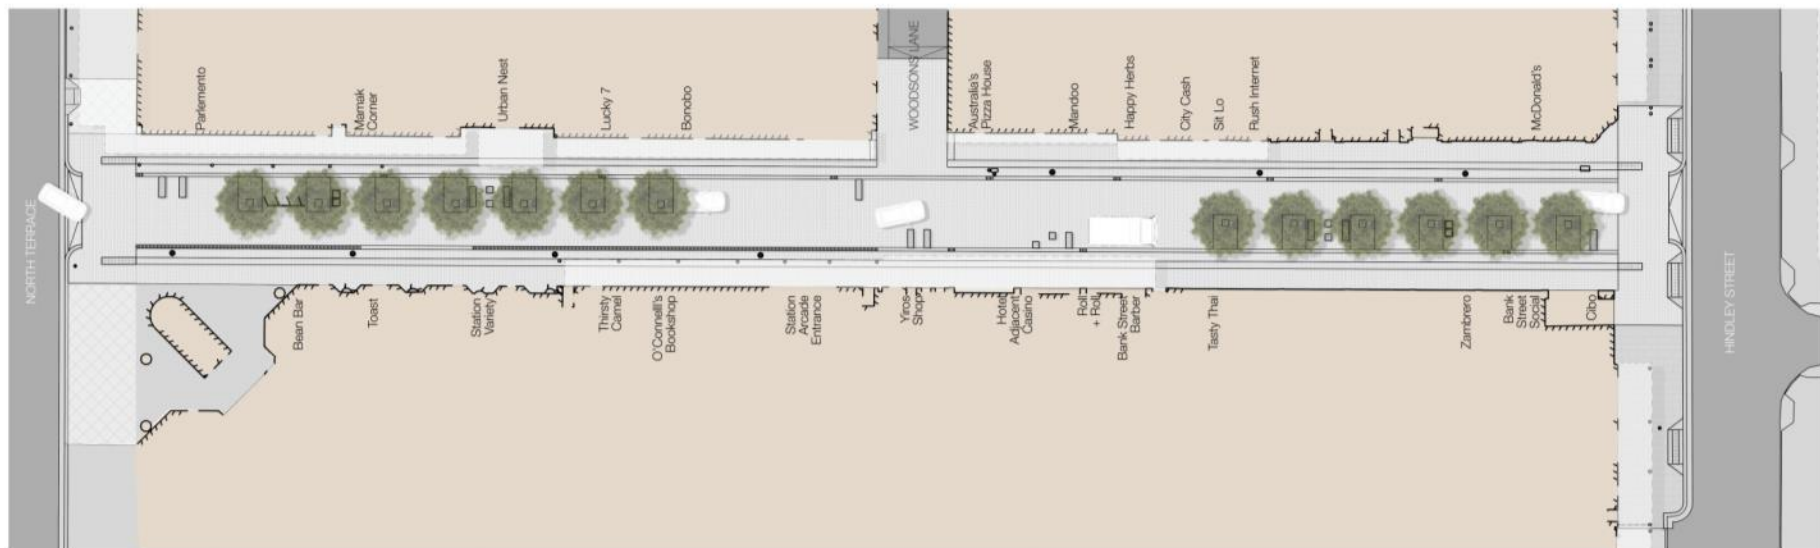 NORTH TERRACE
Parlemento
Mamak
Corner
Urban Nest
Lucky 7
Bonobo
WOODSONS LANE
Australia's
Pizza House
Mandoo
Happy Herbs
City Cash
Sit Lo
Rush Internet
McDonald's
Bean Bar
Toast
Station
Variety
Thirsty
Camel
O'Connelli's
Bookshop
Station
Arcade
Entrance
Yiros
Shop
Hotel
Adjacent
Casino
Roll
+ Roll
Bank Street
Barber
Tasty Thai
Zambrero
Bank
Street
Social
Cibo
HINDLEY STREET